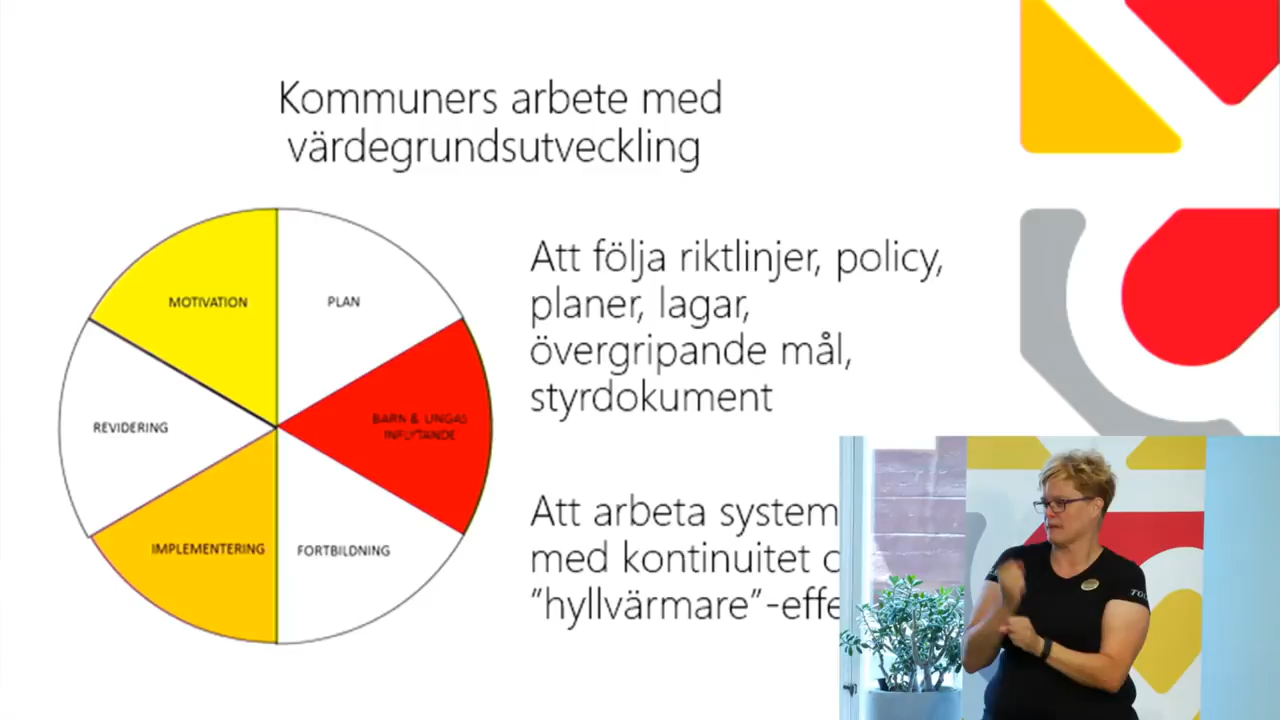 Kommuners arbete med
värdegrundsutveckling
MOTIVATION
PLAN
REVIDERING
BARN & UNGAS
INFLYTANDE
IMPLEMENTERING
FORTBILDNING
Att följa riktlinjer, policy,
planer, lagar,
övergripande mål,
styrdokument
Att arbeta system
med kontinuitet
"hyllvärmare"-effe